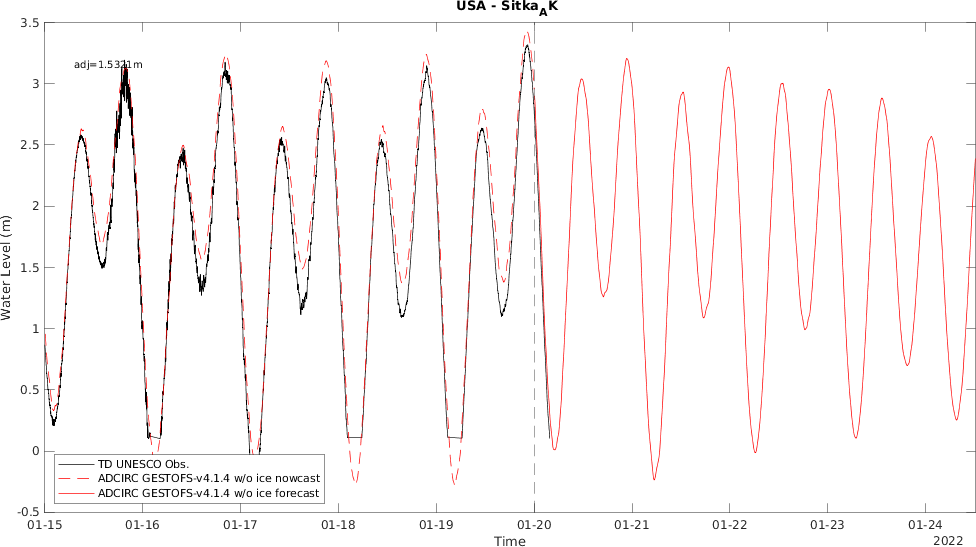 USA - Sitka_AK
adj=1.5321m
Water Level (m)
3.5
3
2.5
2
1.5
1
0.5
0
-0.5
TD UNESCO Obs.
ADCIRC GESTOFS-v4.1.4 w/o ice nowcast
ADCIRC GESTOFS-v4.1.4 w/o ice forecast
01-15 01-16 01-17 01-18 01-19 01-20 01-21 01-22 01-23 01-24
Time
2022